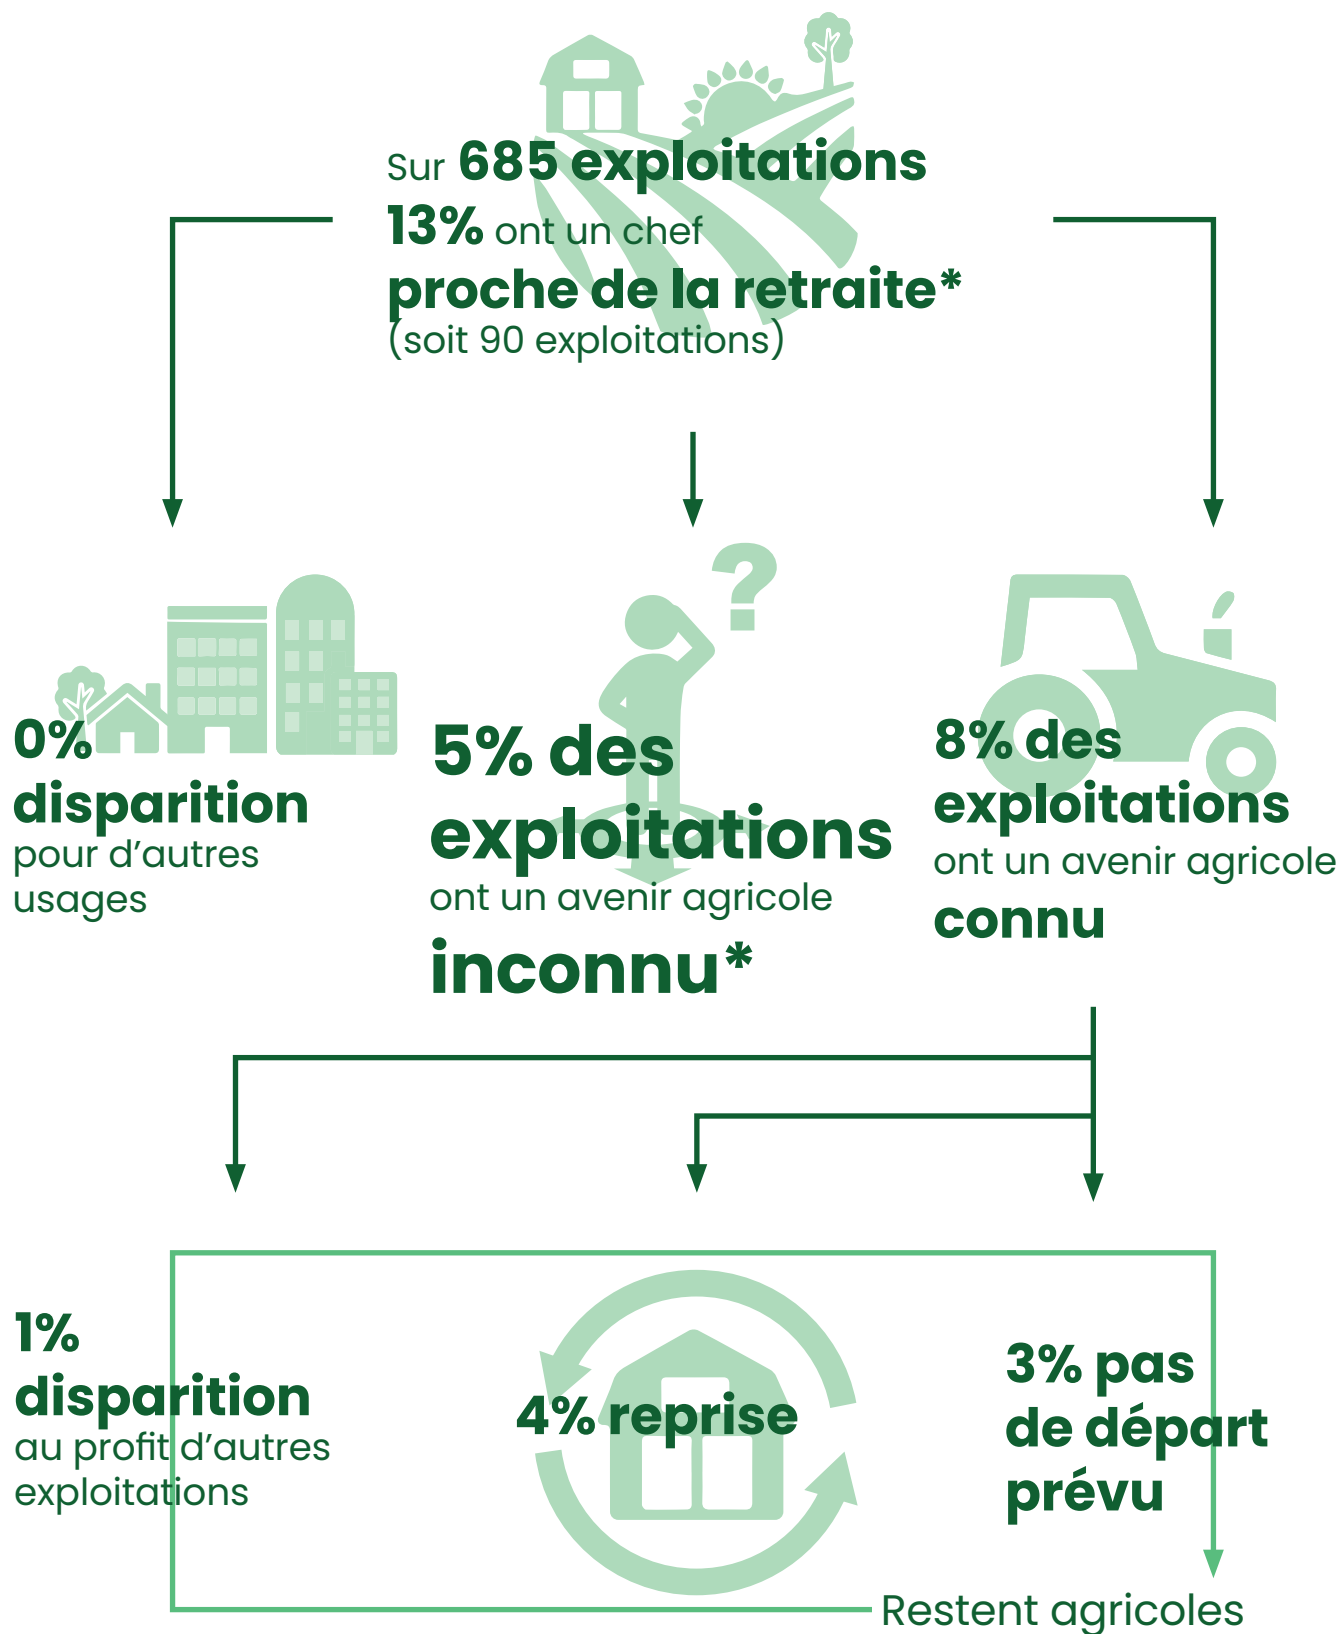 Sur 685 exploitations
13% ont un chef
proche de la retraite*
(soit 90 exploitations)
?
0%
disparition
pour d’autres
usages
5% des
exploitations
ont un avenir agricole
inconnu*
8% des
exploitations
ont un avenir agricole
connu
1%
disparition
au profit d’autres
exploitations
4% reprise
3% pas
de départ
prévu
Restent agricoles